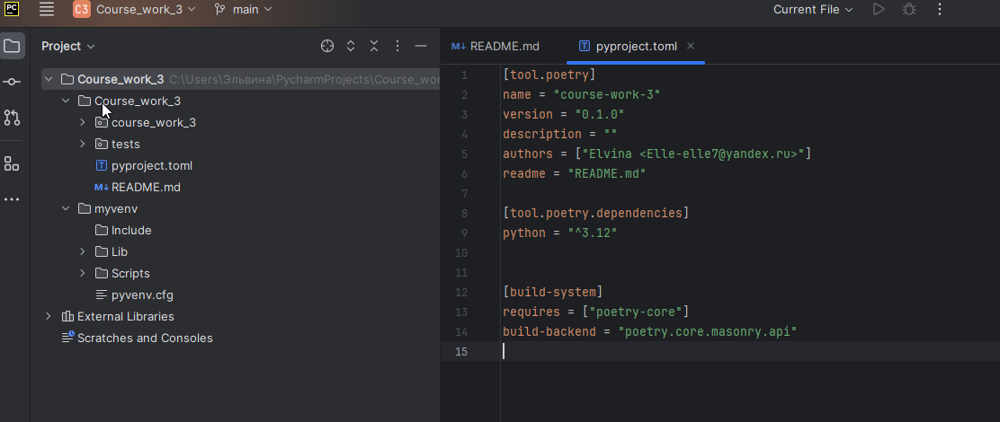 PC
C3 Course_work_3
main
Current File
Project
Course_work_3 C:\Users\Эльвина\PycharmProjects\Course_wor
Course_work_3
course_work_3
tests
T pyproject.toml
M↓ README.md
myvenv
Include
Lib
Scripts
pyvenv.cfg
External Libraries
Scratches and Consoles
M↓ README.md
T pyproject.toml
1 [tool.poetry]
2 name = "course-work-3"
3 version = "0.1.0"
4 description = ""
5 authors = ["Elvina <Elle-elle7@yandex.ru>"]
6 readme = "README.md"
7
8 [tool.poetry.dependencies]
9 python = "^3.12"
10
11
12 [build-system]
13 requires = ["poetry-core"]
14 build-backend = "poetry.core.masonry.api"
15